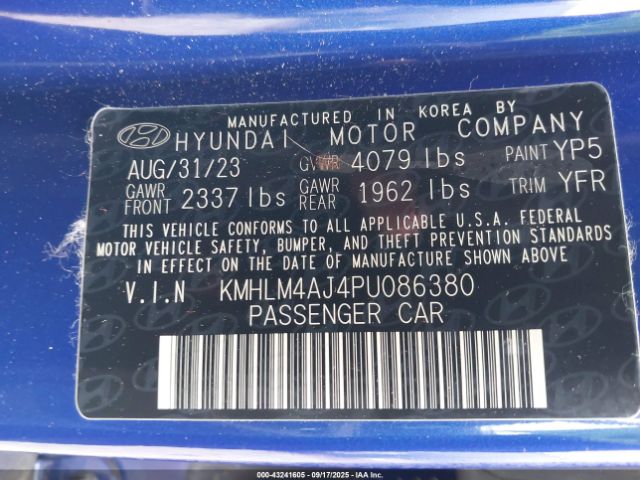 MANUFACTURED IN KOREA BY
HYUNDAI MOTOR COMPANY
AUG/31/23 GVWR 4079 lbs PAINT YP5
GAWR FRONT 2337 lbs GAWR REAR 1962 lbs TRIM YFR
THIS VEHICLE CONFORMS TO ALL APPLICABLE U.S.A. FEDERAL
MOTOR VEHICLE SAFETY, BUMPER, AND THEFT PREVENTION STANDARDS
IN EFFECT ON THE DATE OF MANUFACTURE SHOWN ABOVE
V.I.N KMHLM4AJ4PU086380
PASSENGER CAR
000-43241605 - 09/17/2025 - COPYRIGHT © IAA